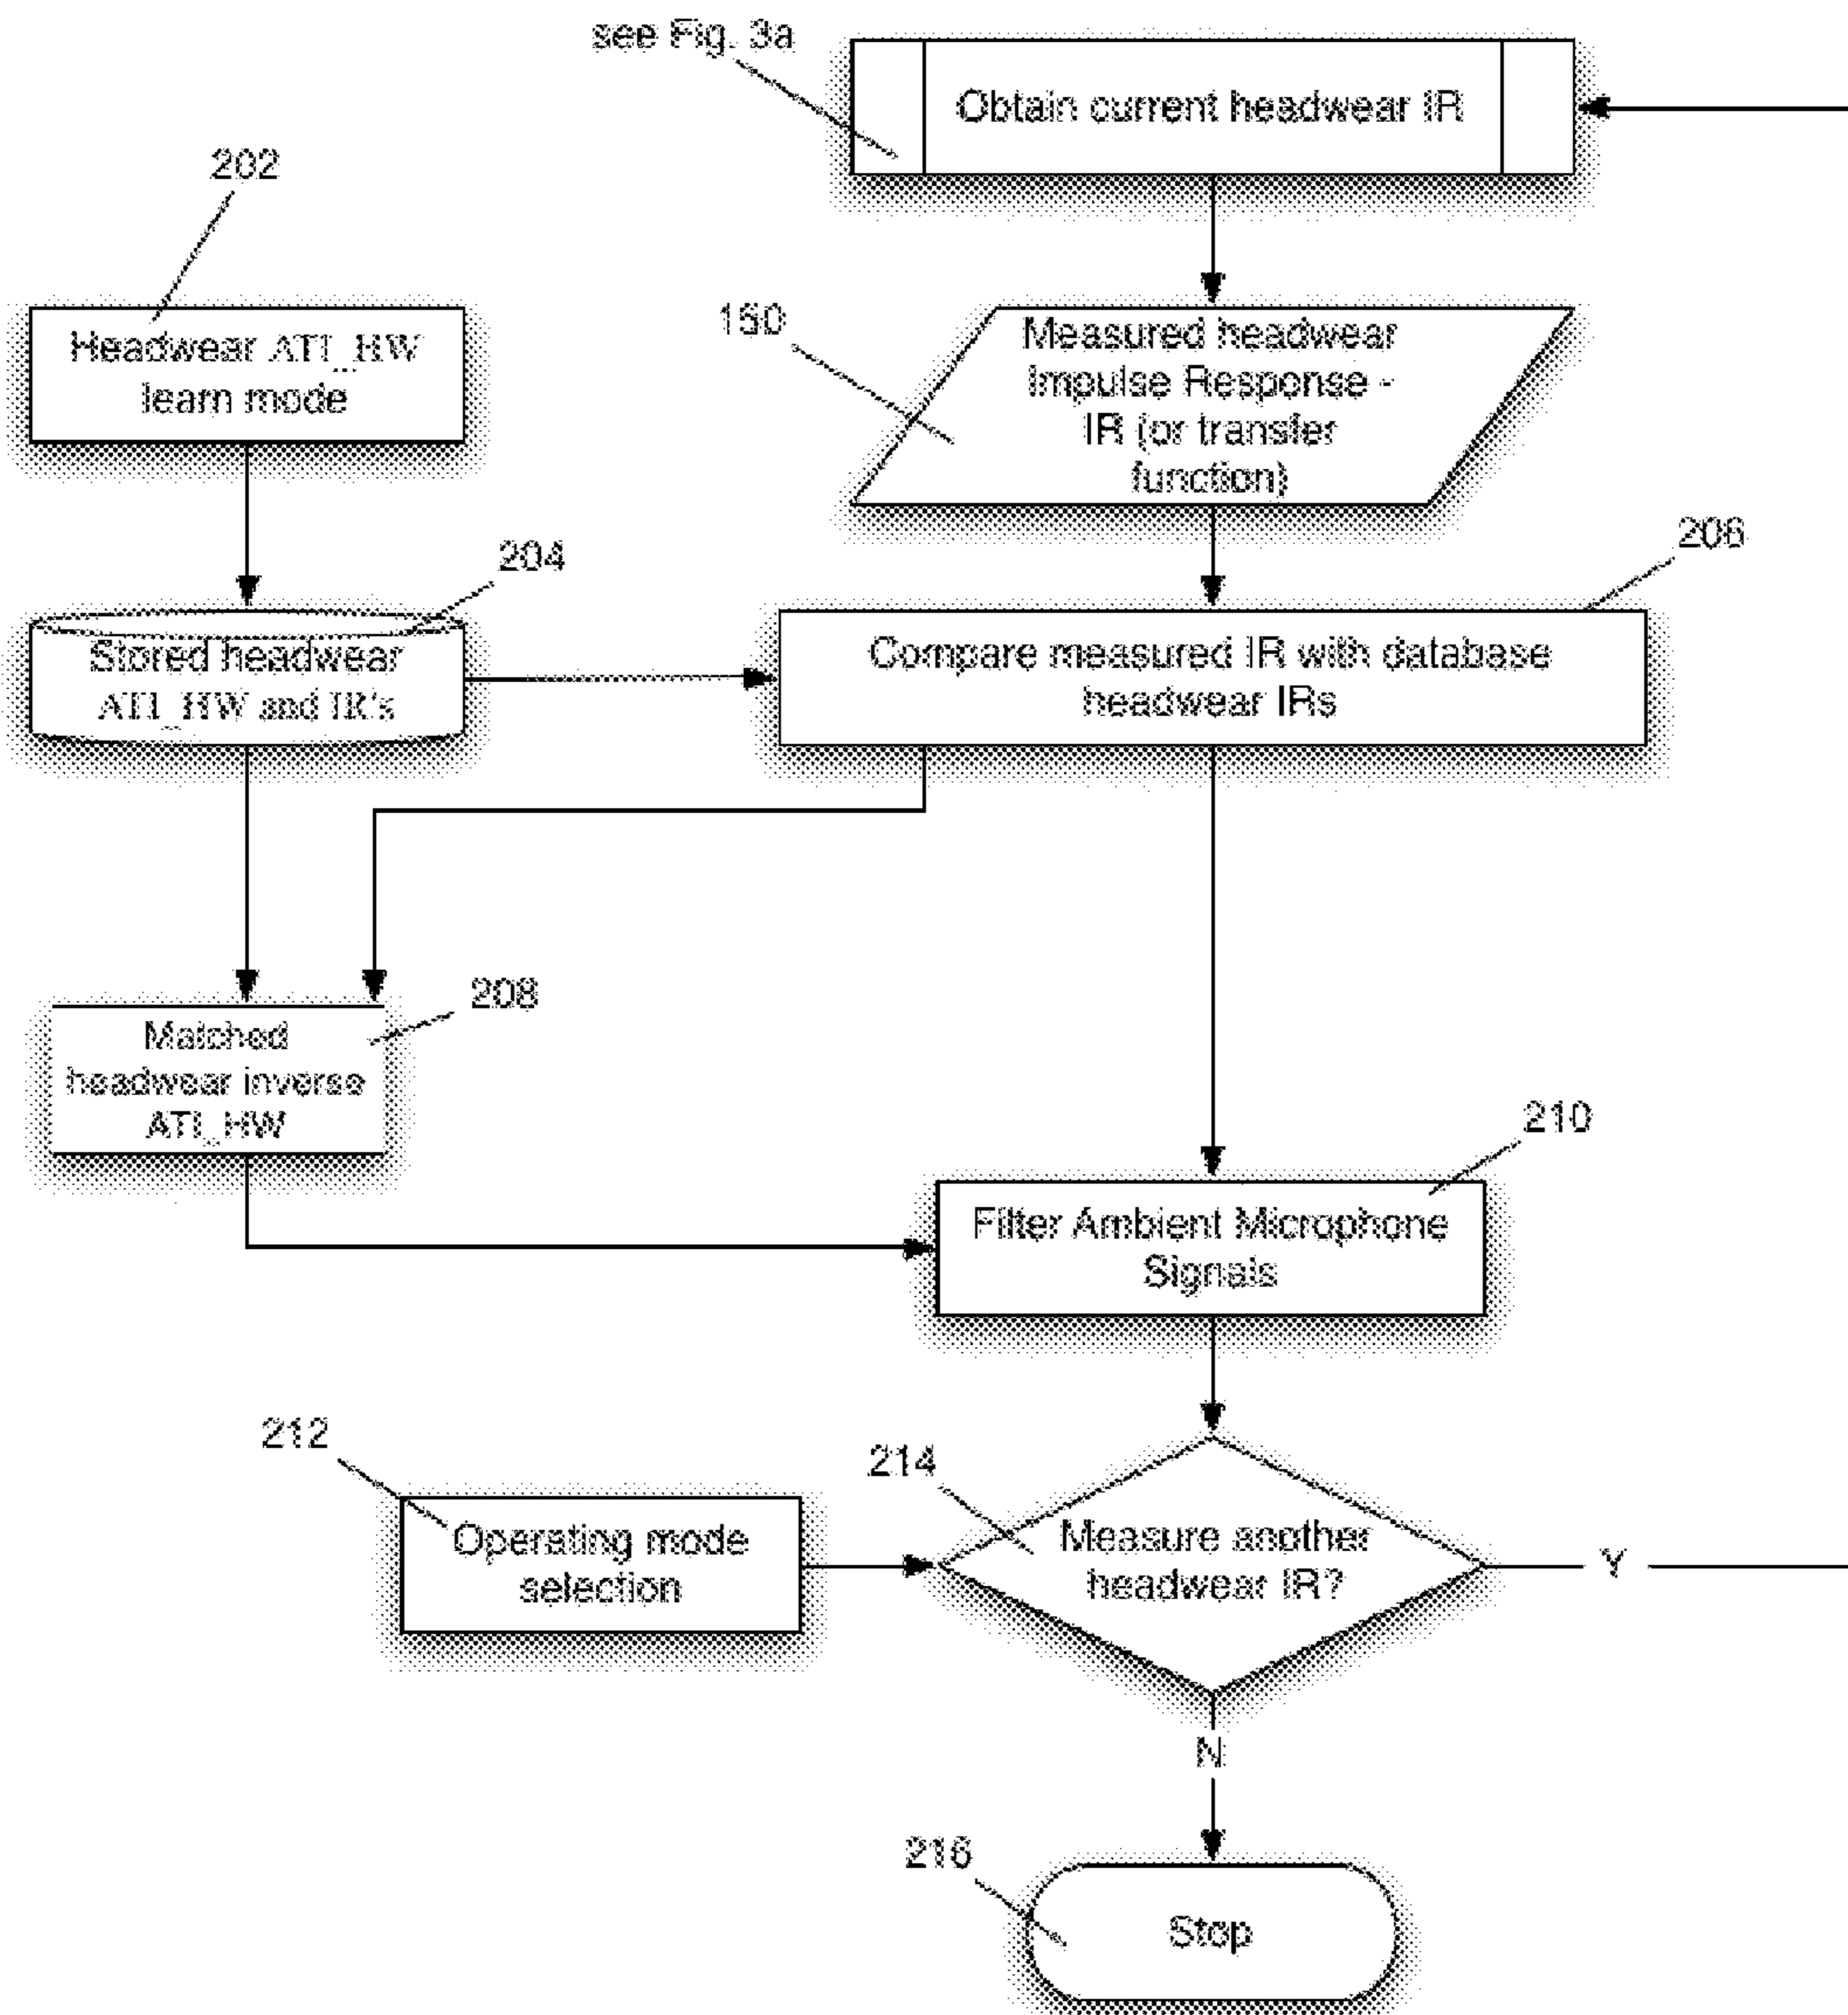 see Fig. 3a
Obtain current headwear IR
202
Headwear ATI_HW
learn mode
160
Measured headwear
Impulse Response -
IR (or transfer
function)
204
Stored headwear
ATI_HW and IR's
206
Compare measured IR with database
headwear IRs
208
Matched
headwear inverse
ATI_HW
210
Filter Ambient Microphone
Signals
212
Operating mode
selection
214
Measure another
headwear IR?
Y
N
216
Stop